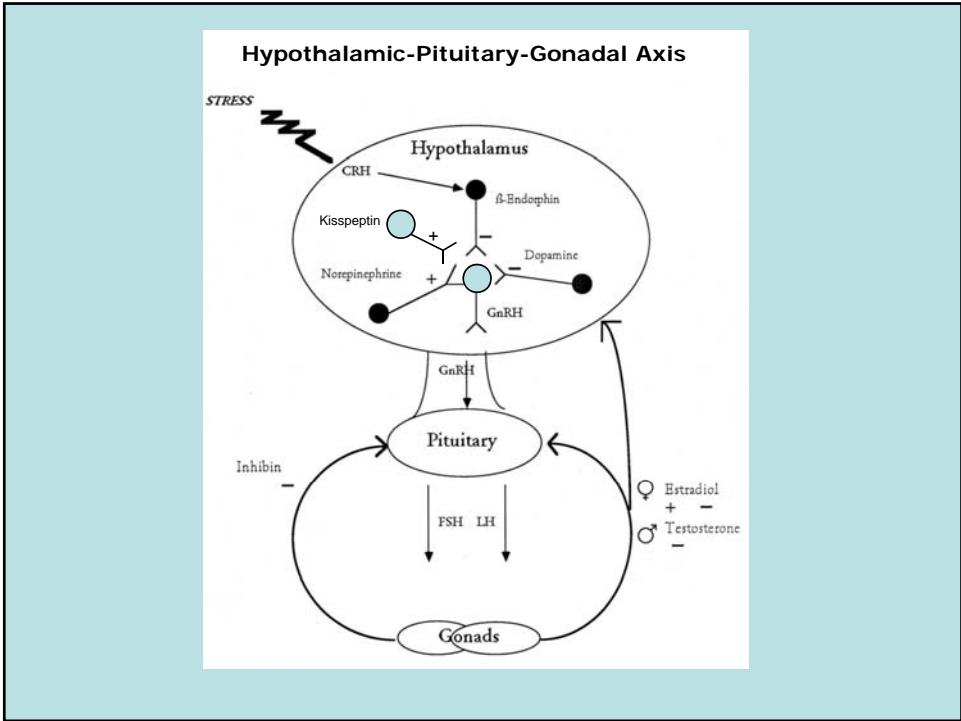 Hypothalamic-Pituitary-Gonadal Axis
STRESS
Hypothalamus
CRH
ß-Endorphin
Kisspeptin
+
−
Dopamine
Norepinephrine
+
−
GnRH
GnRH
Pituitary
Inhibin
−
♀ Estradiol
+ −
FSH LH
♂ Testosterone
−
Gonads